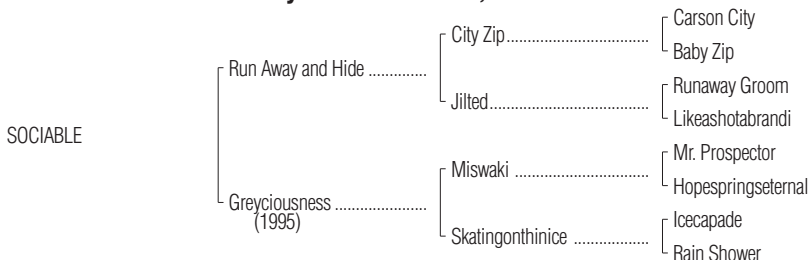 Carson City
City Zip..................................
Baby Zip
Run Away and Hide ..............
Runaway Groom
Jilted......................................
Likeashotabrandi
SOCIABLE
Mr. Prospector
Miswaki ................................
Hopespringseternal
Greyciousness ......................
(1995)
Icecapade
Skatingonthinice ..................
Rain Shower